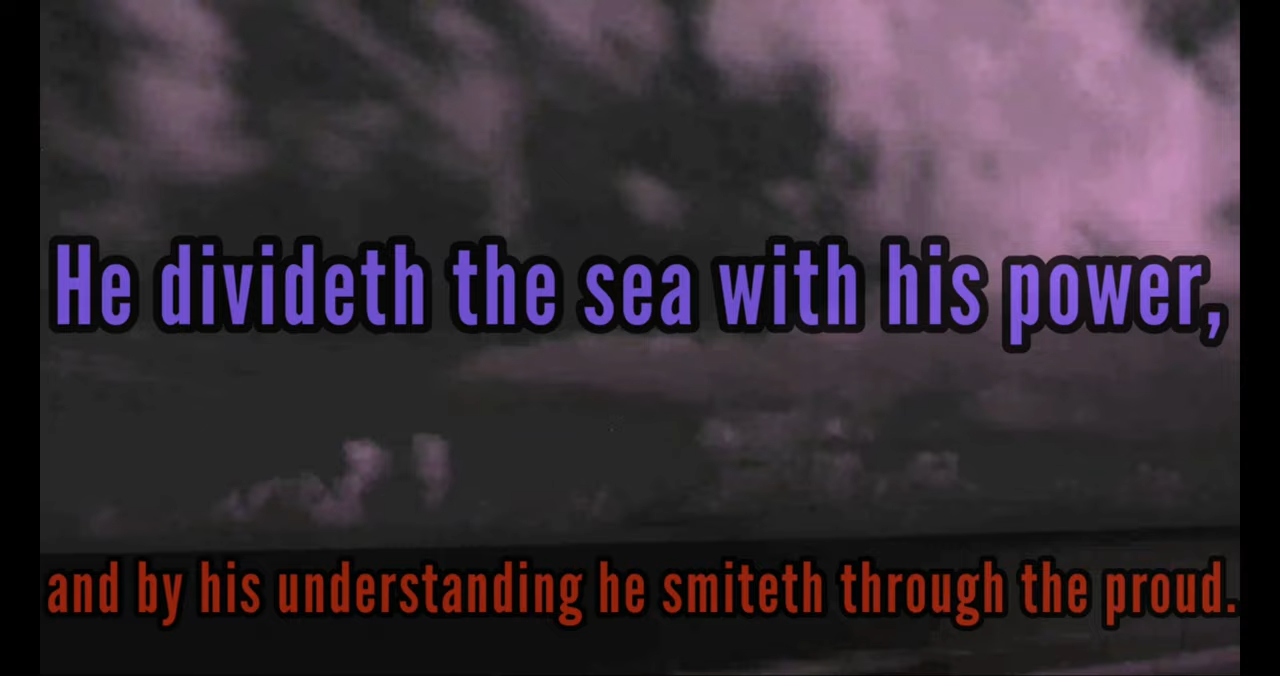 He divideth the sea with his power,
and by his understanding he smiteth through the proud.